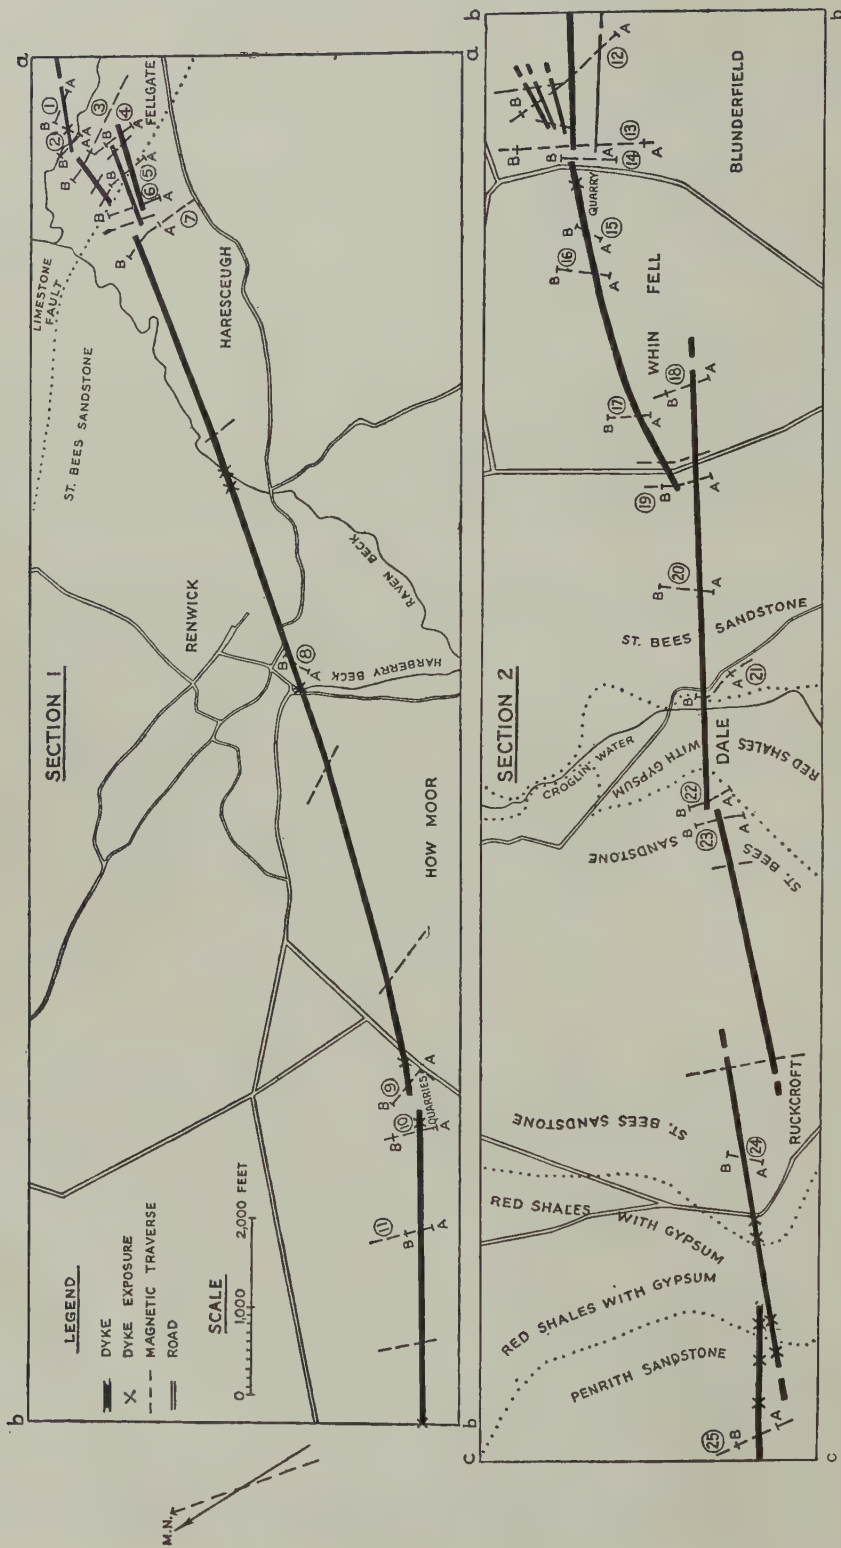 SECTION 1
a
b
LIMESTONE
FAULT
ST. BEES SANDSTONE
FELLGATE
HARESCEUGH
RENWICK
RAVEN BECK
HARBERRY BECK
HOW MOOR
QUARRIES
B 1 A
B 2 A
B 3 A
B 4 A
B 5 A
B 6 A
B 7 A
B 8 A
B 9 A
B 10 A
B 11 A
LEGEND
DYKE
DYKE EXPOSURE
MAGNETIC TRAVERSE
ROAD
SCALE
0 1,000 2,000 FEET
M.N.
SECTION 2
a
b
b
BLUNDERFIELD
QUARRY
WHIN FELL
ST. BEES SANDSTONE
CROGLIN WATER
DALE
RED SHALES
WITH GYPSUM
ST. BEES
SANDSTONE
RUCKCROFT
ST. BEES SANDSTONE
RED SHALES WITH GYPSUM
RED SHALES WITH GYPSUM
PENRITH SANDSTONE
B 12 A
B 13 A
B 14 A
B 15 A
B 16 A
B 17 A
B 18 A
B 19 A
B 20 A
B 21 A
B 22 A
B 23 A
B 24 A
B 25 A
c
b
c